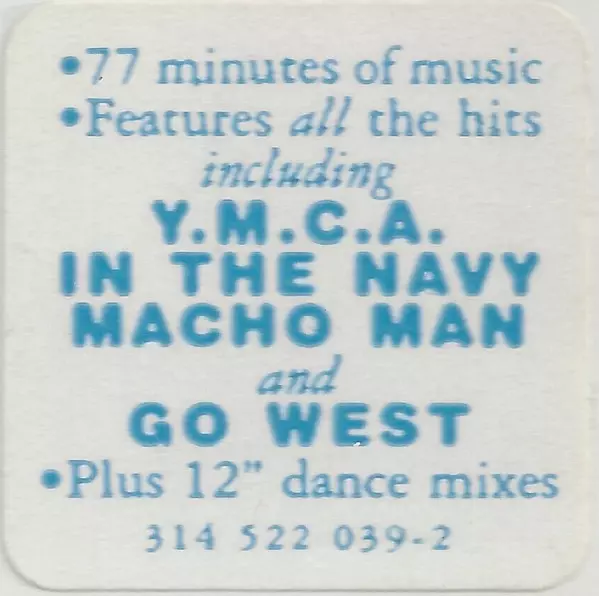 •77 minutes of music
•Features all the hits
including
Y.M.C.A.
IN THE NAVY
MACHO MAN
and
GO WEST
•Plus 12” dance mixes
314 522 039-2